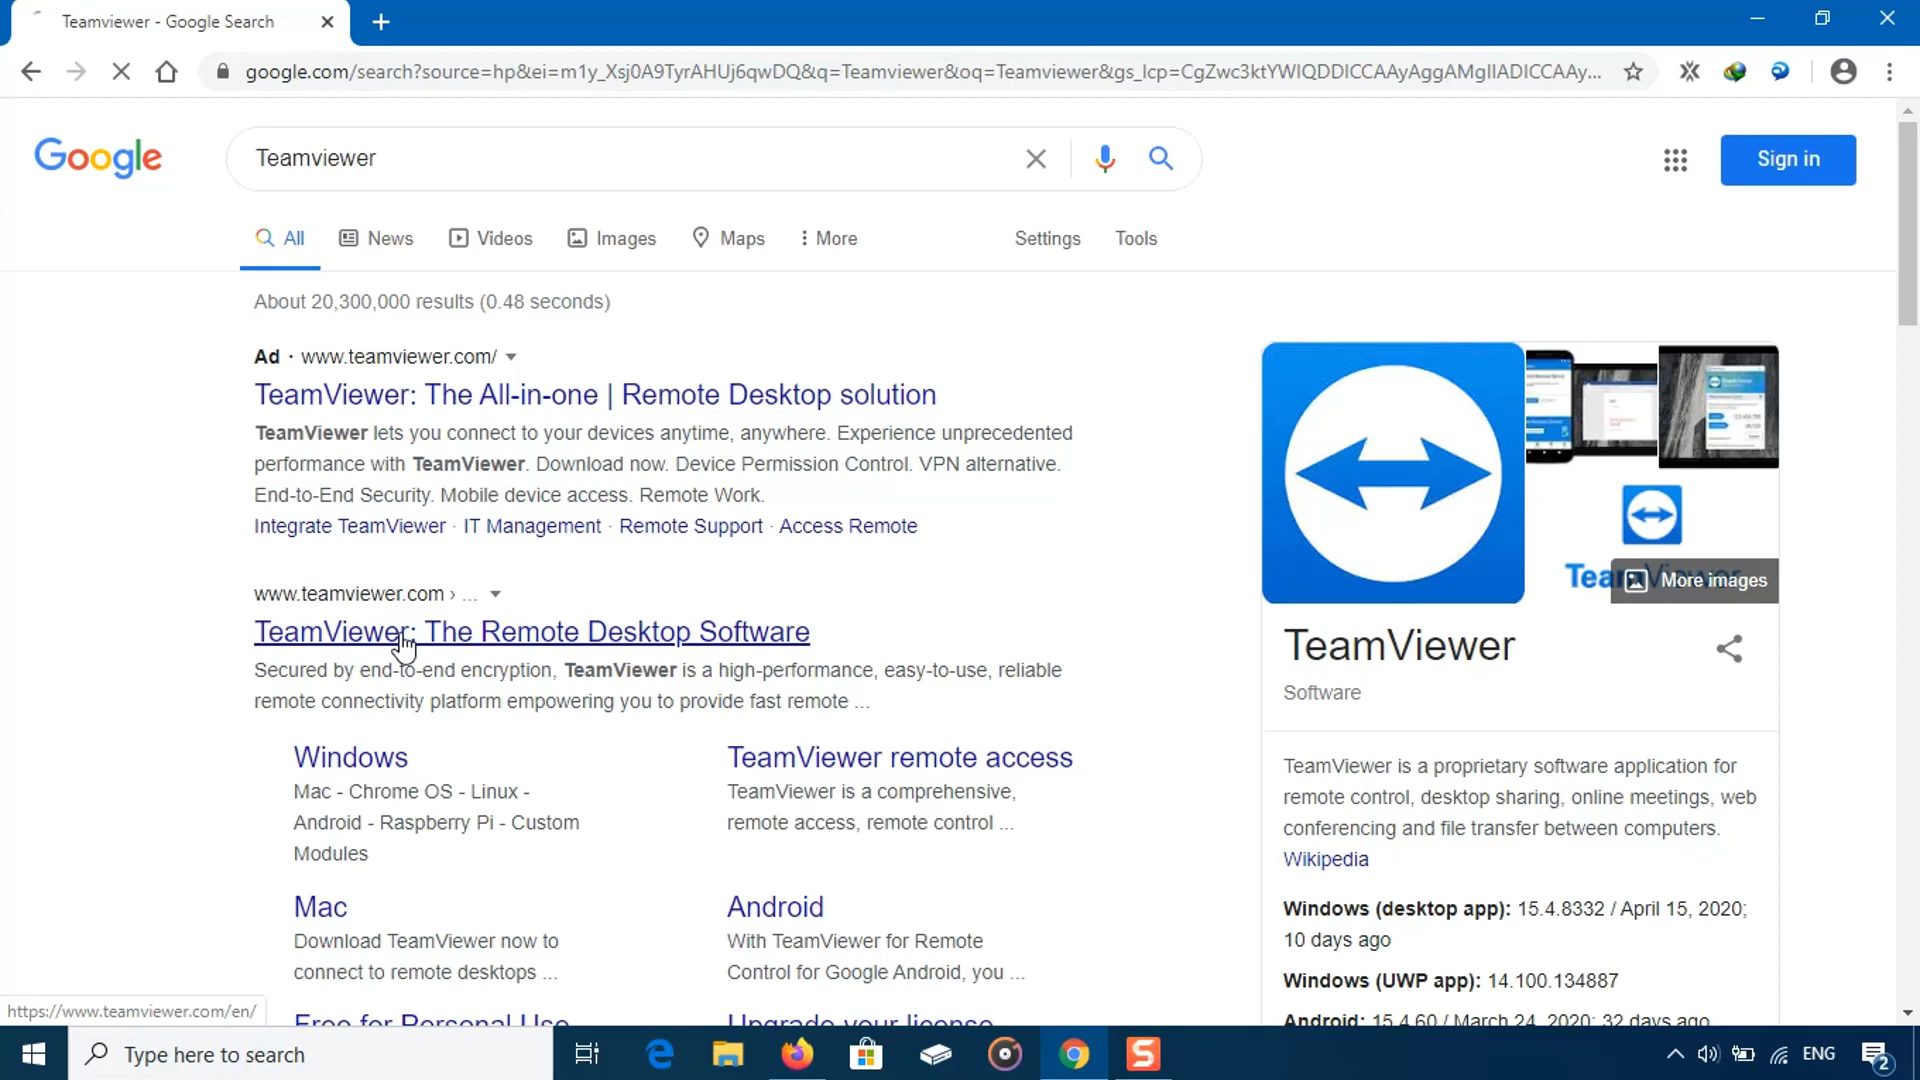 Teamviewer - Google Search
google.com/search?source=hp&ei=m1y_Xsj0A9TyrAHUj6qwDQ&q=Teamviewer&oq=Teamviewer&gs_lcp=CgZwc3ktYWIQDDICCAAyAggAMgIIADICCAAy...
Google
Teamviewer
Sign in
All
News
Videos
Images
Maps
More
Settings
Tools
About 20,300,000 results (0.48 seconds)
Ad · www.teamviewer.com/
TeamViewer: The All-in-one | Remote Desktop solution
TeamViewer lets you connect to your devices anytime, anywhere. Experience unprecedented
performance with TeamViewer. Download now. Device Permission Control. VPN alternative.
End-to-End Security. Mobile device access. Remote Work.
Integrate TeamViewer · IT Management · Remote Support · Access Remote
www.teamviewer.com › ...
TeamViewer: The Remote Desktop Software
Secured by end-to-end encryption, TeamViewer is a high-performance, easy-to-use, reliable
remote connectivity platform empowering you to provide fast remote ...
Windows
Mac - Chrome OS - Linux -
Android - Raspberry Pi - Custom
Modules
TeamViewer remote access
TeamViewer is a comprehensive,
remote access, remote control ...
Mac
Download TeamViewer now to
connect to remote desktops ...
Android
With TeamViewer for Remote
Control for Google Android, you ...
Free for Personal Use
Upgrade your license
More images
TeamViewer
Software
TeamViewer is a proprietary software application for
remote control, desktop sharing, online meetings, web
conferencing and file transfer between computers.
Wikipedia
Windows (desktop app): 15.4.8332 / April 15, 2020;
10 days ago
Windows (UWP app): 14.100.134887
Android: 15.4.60 / March 24, 2020; 32 days ago
https://www.teamviewer.com/en/
Type here to search
ENG
2